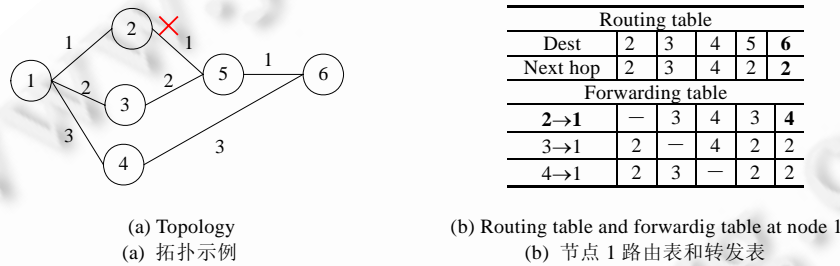 1
2
3
4
5
6
1
2
3
1
2
1
3
(a) Topology
(a) 拓扑示例
Routing table
Dest 2 3 4 5 6
Next hop 2 3 4 2 2
Forwarding table
2→1 — 3 4 3 4
3→1 2 — 4 2 2
4→1 2 3 — 2 2
(b) Routing table and forwardig table at node 1
(b) 节点 1 路由表和转发表